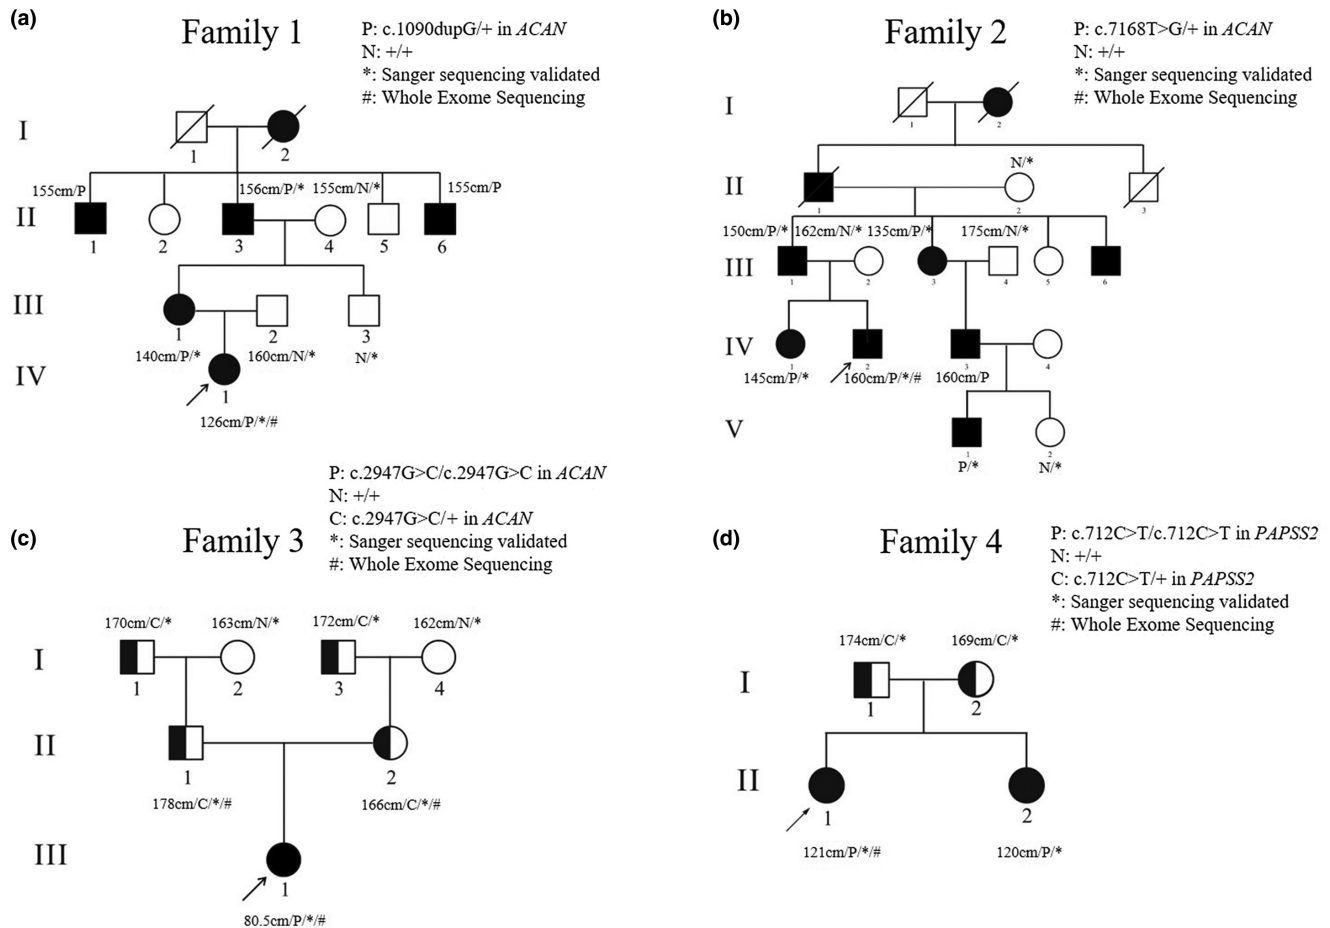 (a)
Family 1
P: c.1090dupG/+ in ACAN
N: +/+
*: Sanger sequencing validated
#: Whole Exome Sequencing
I
1
2
155cm/P
156cm/P/*
155cm/N/*
155cm/P
II
1
2
3
4
5
6
III
1
2
3
140cm/P/*
160cm/N/*
N/*
IV
1
126cm/P/*/#
(b)
Family 2
P: c.7168T>G/+ in ACAN
N: +/+
*: Sanger sequencing validated
#: Whole Exome Sequencing
I
1
2
N/*
II
1
2
3
150cm/P/*
162cm/N/*
135cm/P/*
175cm/N/*
III
1
2
3
4
5
6
IV
1
2
3
4
145cm/P/*
160cm/P/*/#
160cm/P
V
1
2
P/*
N/*
(c)
Family 3
P: c.2947G>C/c.2947G>C in ACAN
N: +/+
C: c.2947G>C/+ in ACAN
*: Sanger sequencing validated
#: Whole Exome Sequencing
170cm/C/*
163cm/N/*
172cm/C/*
162cm/N/*
I
1
2
3
4
II
1
2
178cm/C/*/#
166cm/C/*/#
III
1
80.5cm/P/*/#
(d)
Family 4
P: c.712C>T/c.712C>T in PAPSS2
N: +/+
C: c.712C>T/+ in PAPSS2
*: Sanger sequencing validated
#: Whole Exome Sequencing
174cm/C/*
169cm/C/*
I
1
2
II
1
2
121cm/P/*/#
120cm/P/*